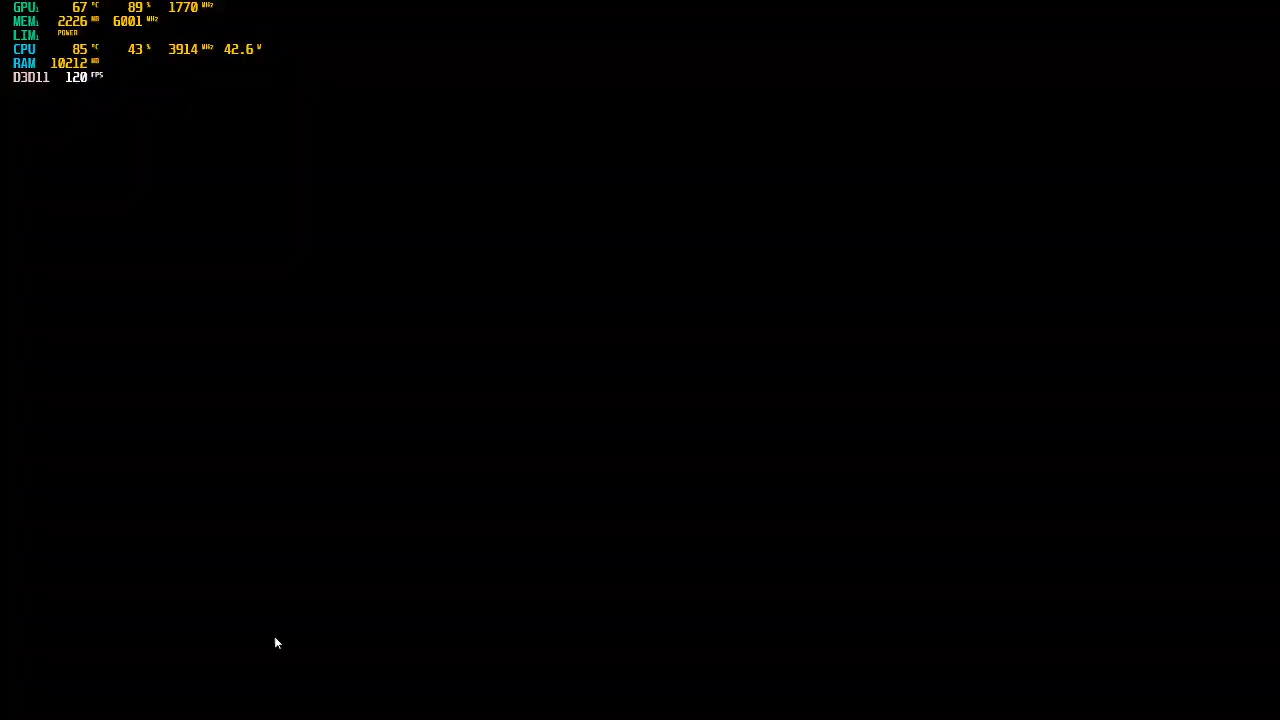 GPU1 67 °C 89 % 1770 MHz
MEM1 2226 MB 6001 MHz
LIM1 POWER
CPU 85 °C 43 % 3914 MHz 42.6 W
RAM 10212 MB
D3D11 120 FPS